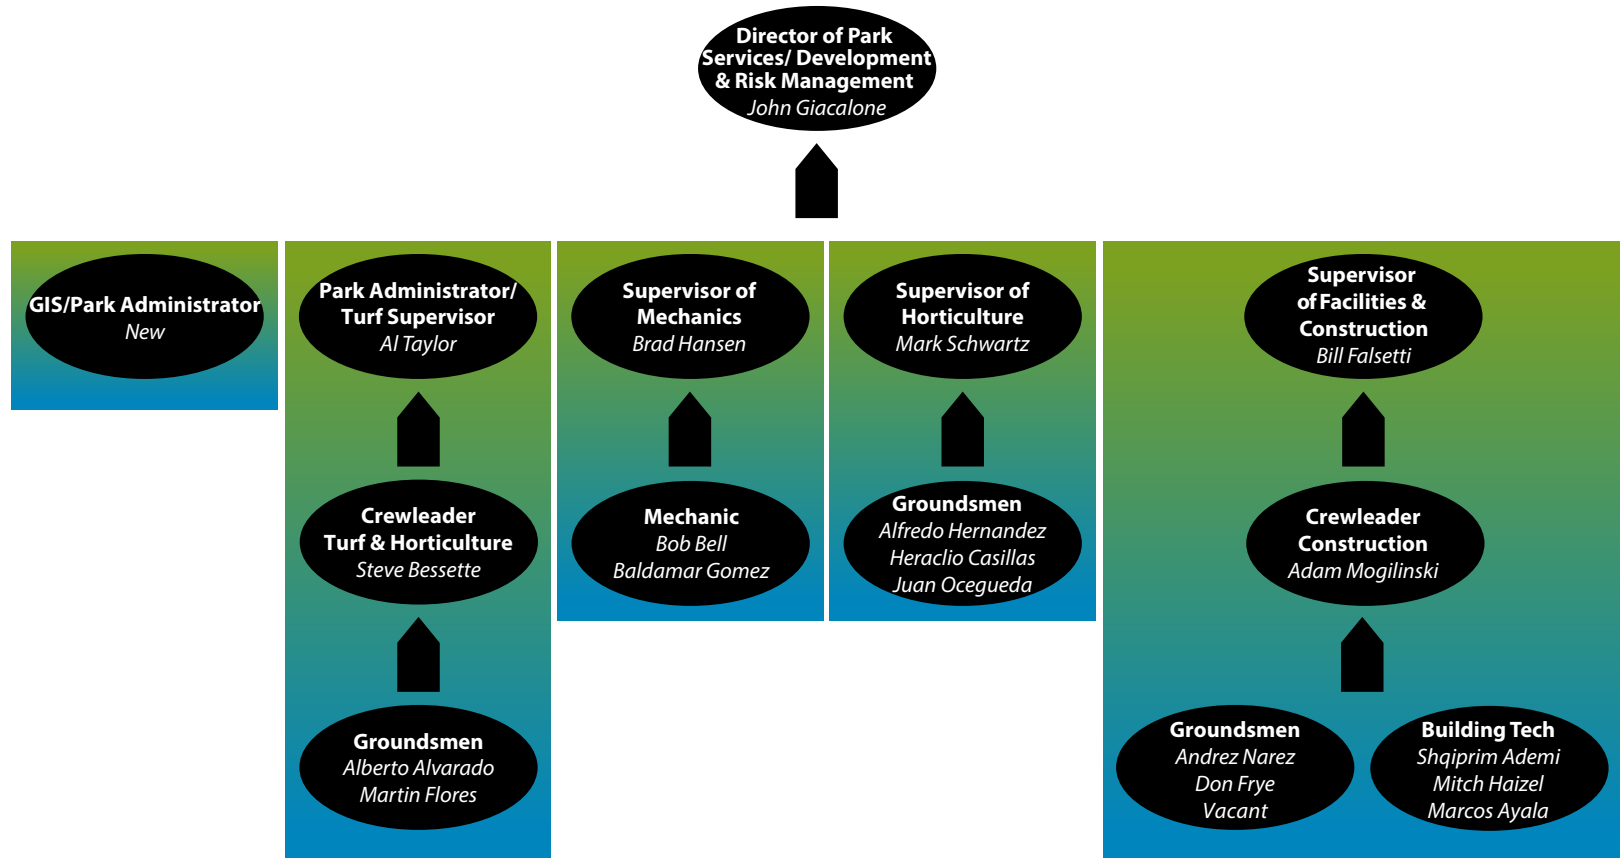 Director of Park
Services/ Development
& Risk Management
John Giacalone
GIS/Park Administrator
New
Park Administrator/
Turf Supervisor
Al Taylor
Supervisor of
Mechanics
Brad Hansen
Supervisor of
Horticulture
Mark Schwartz
Supervisor
of Facilities &
Construction
Bill Falsetti
Crewleader
Turf & Horticulture
Steve Bessette
Mechanic
Bob Bell
Baldamar Gomez
Groundsmen
Alfredo Hernandez
Heraclio Casillas
Juan Ocegueda
Crewleader
Construction
Adam Mogilinski
Groundsmen
Alberto Alvarado
Martin Flores
Groundsmen
Andrez Narez
Don Frye
Vacant
Building Tech
Shqiprim Ademi
Mitch Haizel
Marcos Ayala